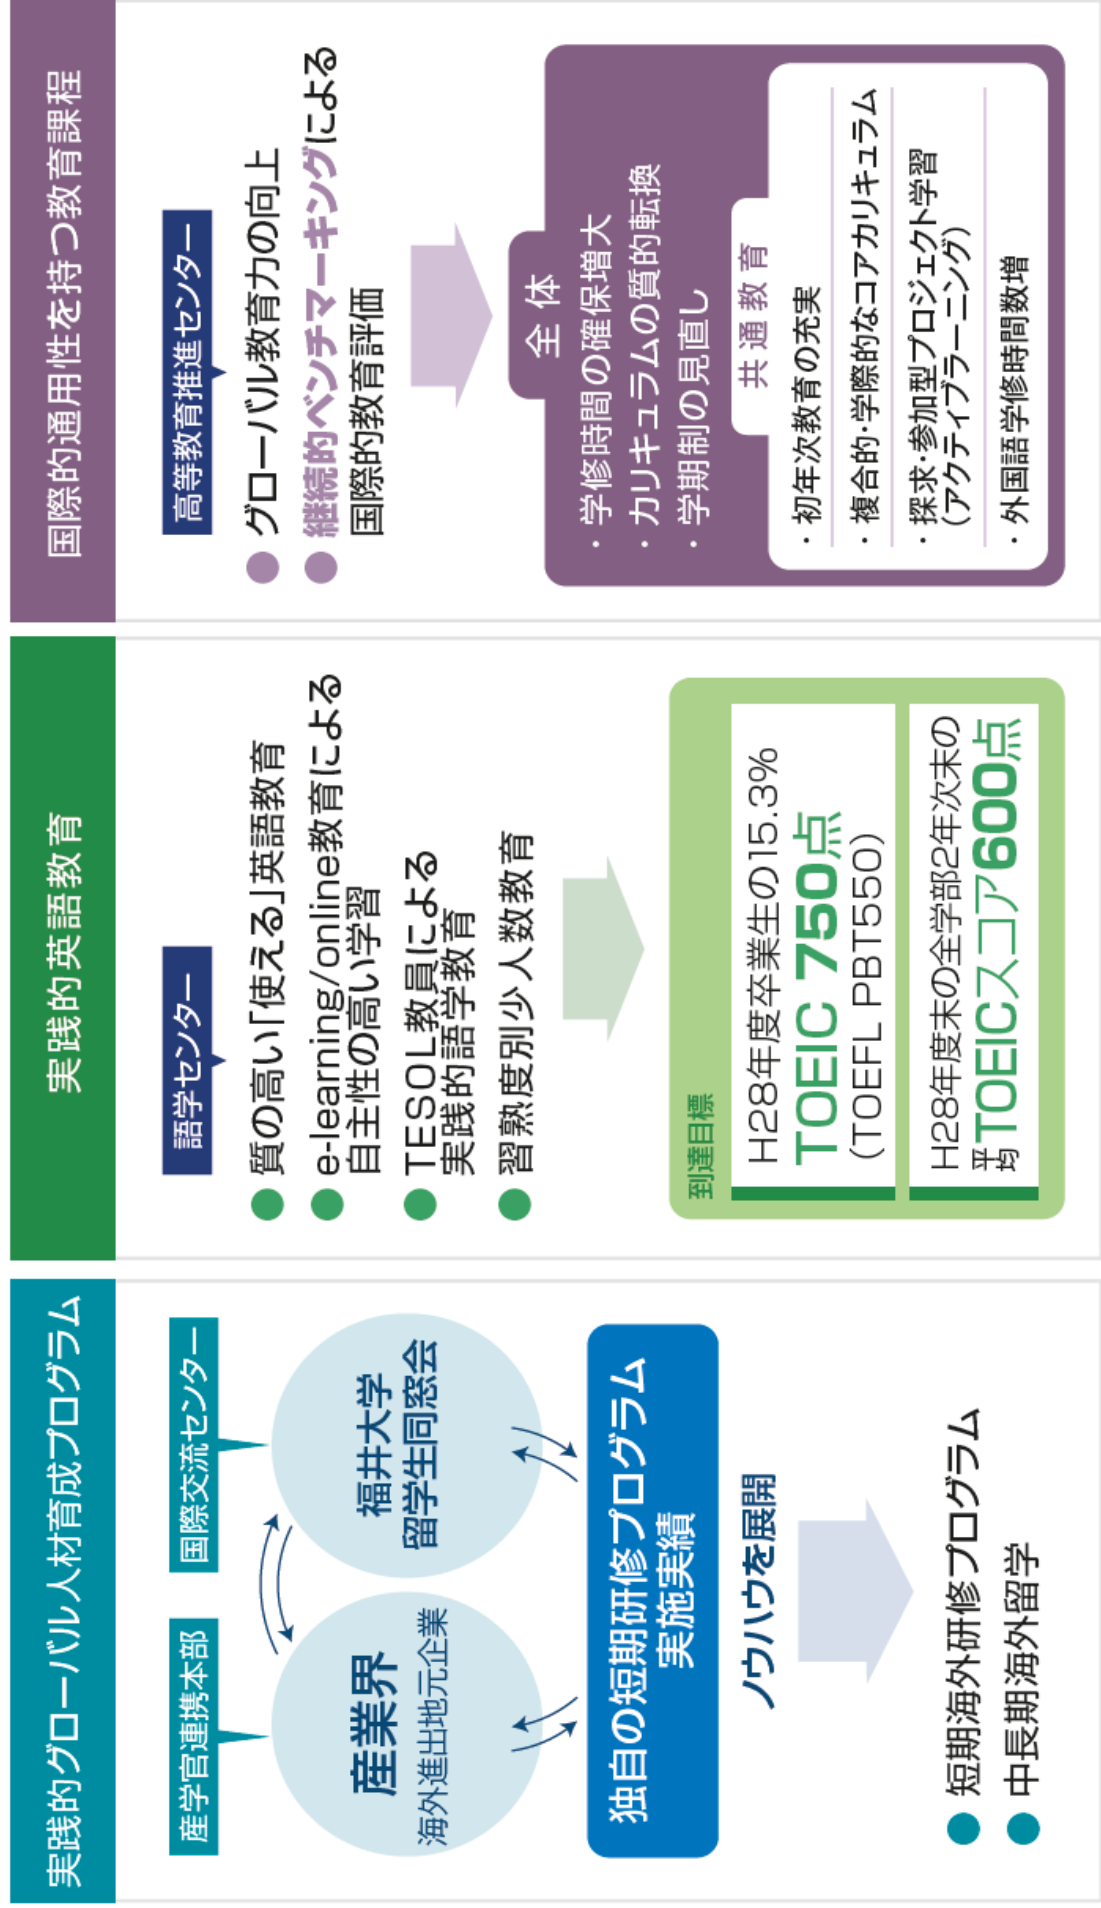 実践的グローバル人材育成プログラム
産学官連携本部
国際交流センター
産業界
海外進出地元企業
福井大学
留学生同窓会
独自の短期研修プログラム
実施実績
ノウハウを展開
短期海外研修プログラム
中長期海外留学
実践的英語教育
語学センター
質の高い「使える」英語教育
e-learning/online教育による
自主性の高い学習
TESOL教員による
実践的語学教育
習熟度別少人数教育
到達目標
H28年度卒業生の15.3%
TOEIC 750点
(TOEFL PBT550)
H28年度末の全学部2年次末の
平均TOEICスコア600点
国際的通用性を持つ教育課程
高等教育推進センター
グローバル教育力の向上
継続的ベンチマーキングによる
国際的教育評価
全体
・学修時間の確保増大
・カリキュラムの質的転換
・学期制の見直し
共通教育
・初年次教育の充実
・複合的・学際的なコアカリキュラム
・探求・参加型プロジェクト学習
(アクティブラーニング)
・外国語学修時間数増